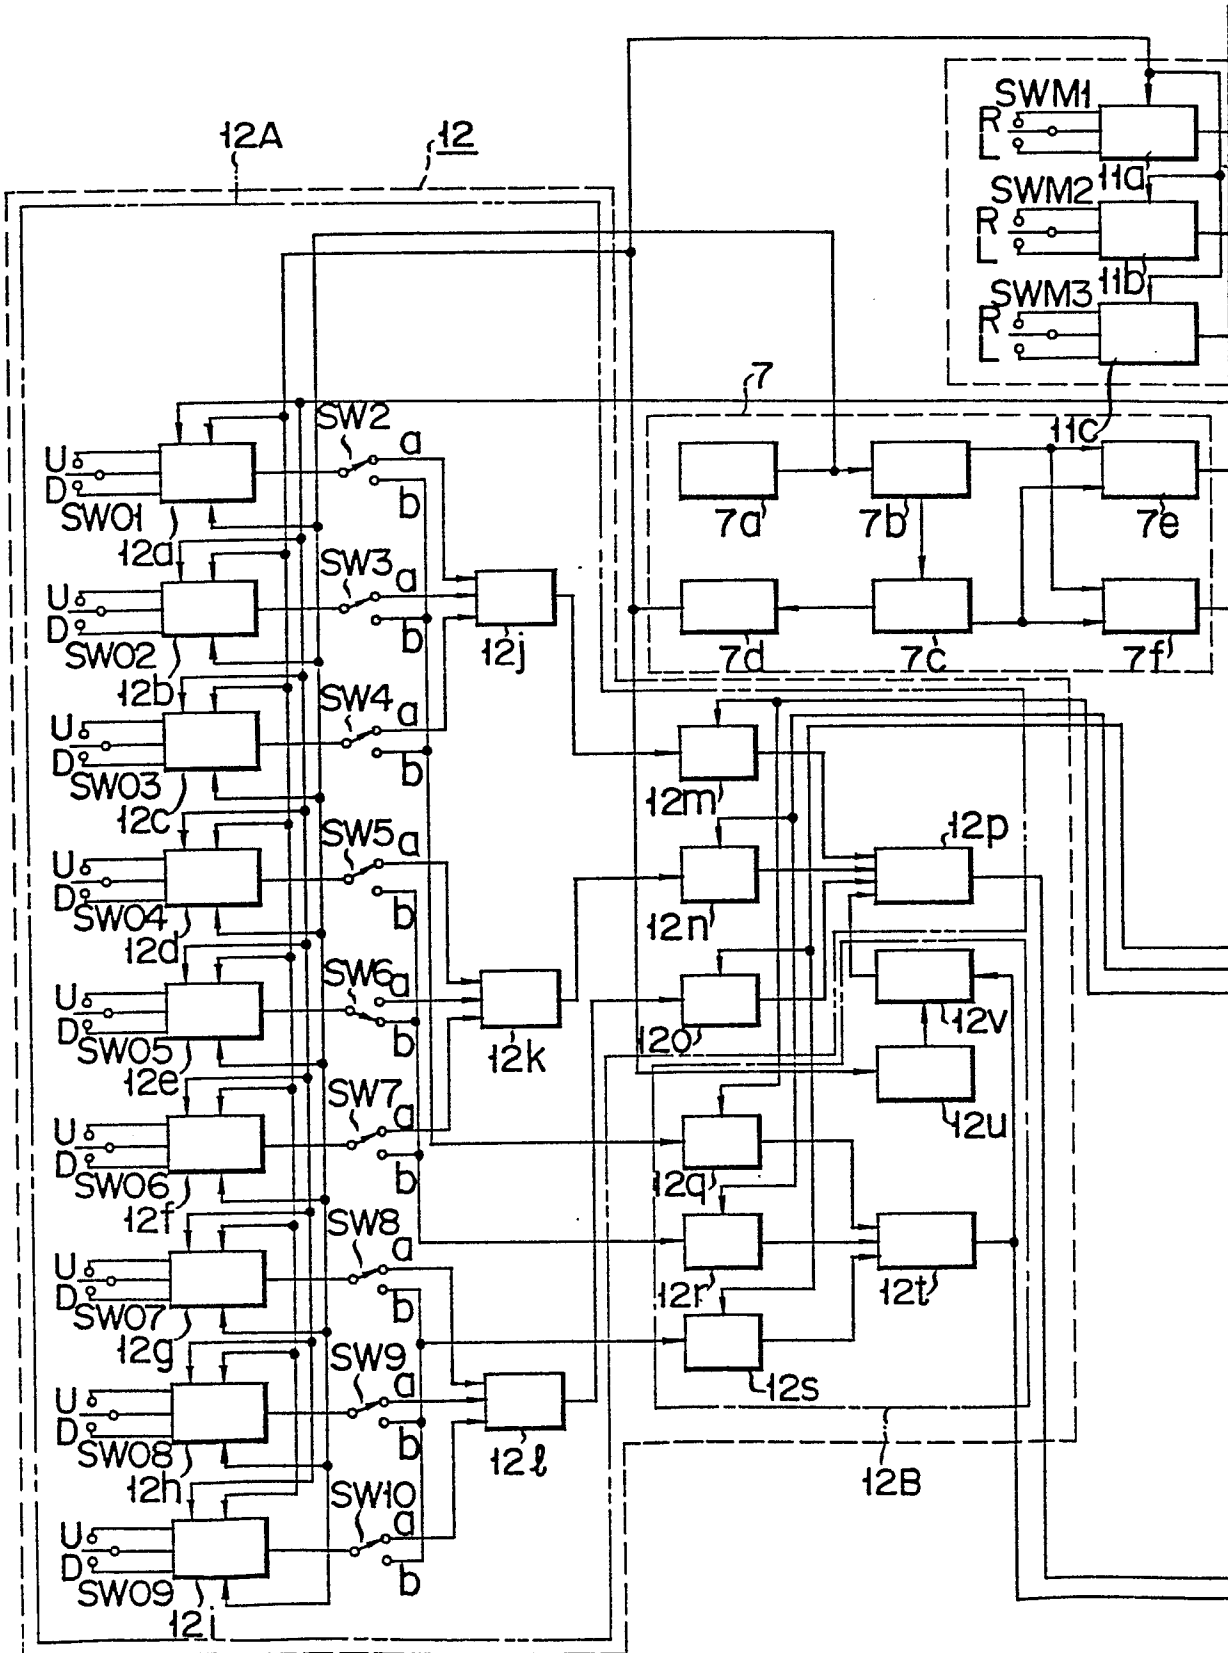 SWM1
R
L
11a
12A
12
SWM2
R
L
11b
SWM3
R
L
11c
7
SW2
a
b
U
D
SW01
12a
7a
7b
7e
SW3
a
b
U
D
SW02
12b
12j
7d
7c
7f
SW4
a
b
U
D
SW03
12c
12m
12p
SW5
a
b
U
D
SW04
12d
12n
SW6
a
b
U
D
SW05
12e
12k
12o
12v
SW7
a
b
U
D
SW06
12f
12q
12u
SW8
a
b
U
D
SW07
12g
12r
12t
SW9
a
b
U
D
SW08
12h
12l
12s
12B
SW10
a
b
U
D
SW09
12i